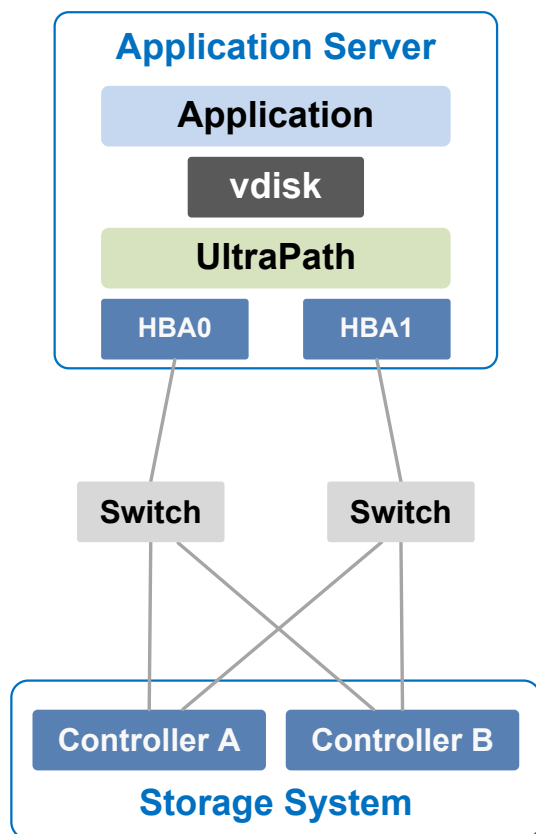 Application Server
Application
vdisk
UltraPath
HBA0 HBA1
Switch Switch
Controller A Controller B
Storage System